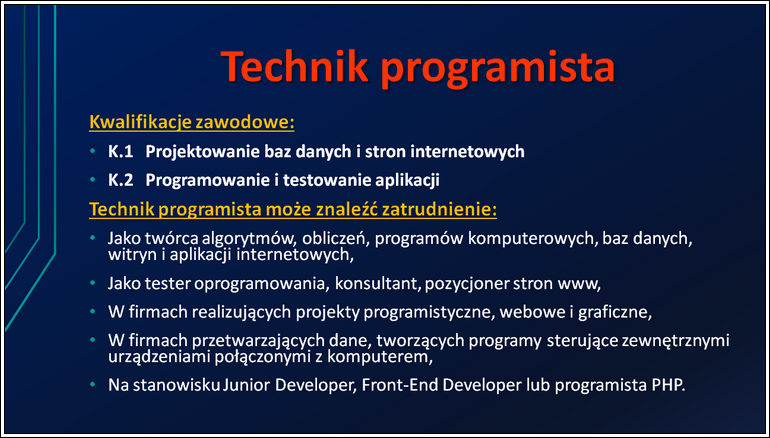 Technik programista
Kwalifikacje zawodowe:
• K.1 Projektowanie baz danych i stron internetowych
• K.2 Programowanie i testowanie aplikacji
Technik programista może znaleźć zatrudnienie:
• Jako twórca algorytmów, obliczeń, programów komputerowych, baz danych,
witryn i aplikacji internetowych,
• Jako tester oprogramowania, konsultant, pozycjoner stron www,
• W firmach realizujących projekty programistyczne, webowe i graficzne,
• W firmach przetwarzających dane, tworzących programy sterujące zewnętrznymi
urządzeniami połączonymi z komputerem,
• Na stanowisku Junior Developer, Front-End Developer lub programista PHP.